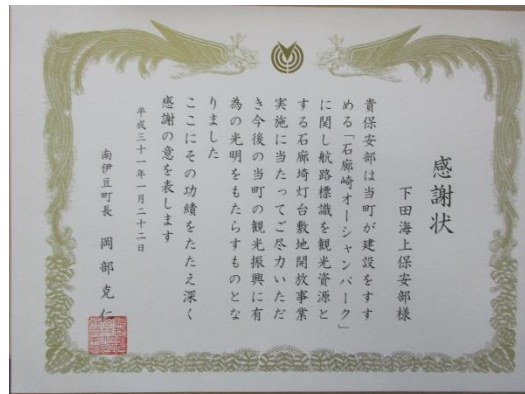 感謝状
下田海上保安部様
貴保安部は当町が建設をすす
める「石廊崎オーシャンパーク」
に関し航路標識を観光資源と
する石廊埼灯台敷地開放事業
実施に当たってご尽力いただ
き今後の当町の観光振興に有
為の光明をもたらすものとな
りました
ここにその功績をたたえ深く
感謝の意を表します
平成三十一年一月二十二日
南伊豆町長 岡部克仁